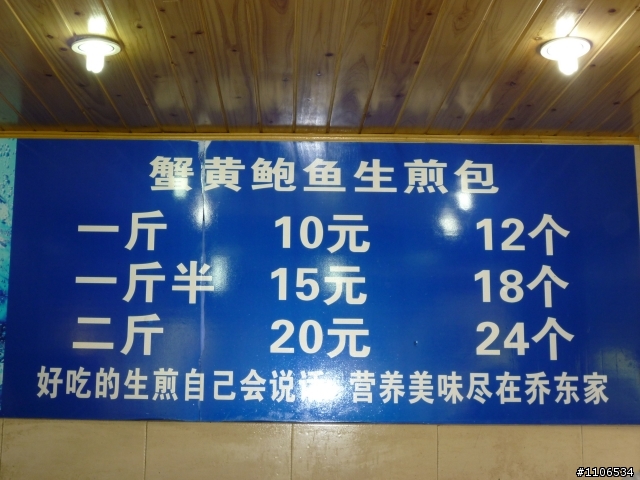 蟹黄鲍鱼生煎包
一斤 10元 12个
一斤半 15元 18个
二斤 20元 24个
好吃的生煎自己会说话 营养美味尽在乔东家
#1106534